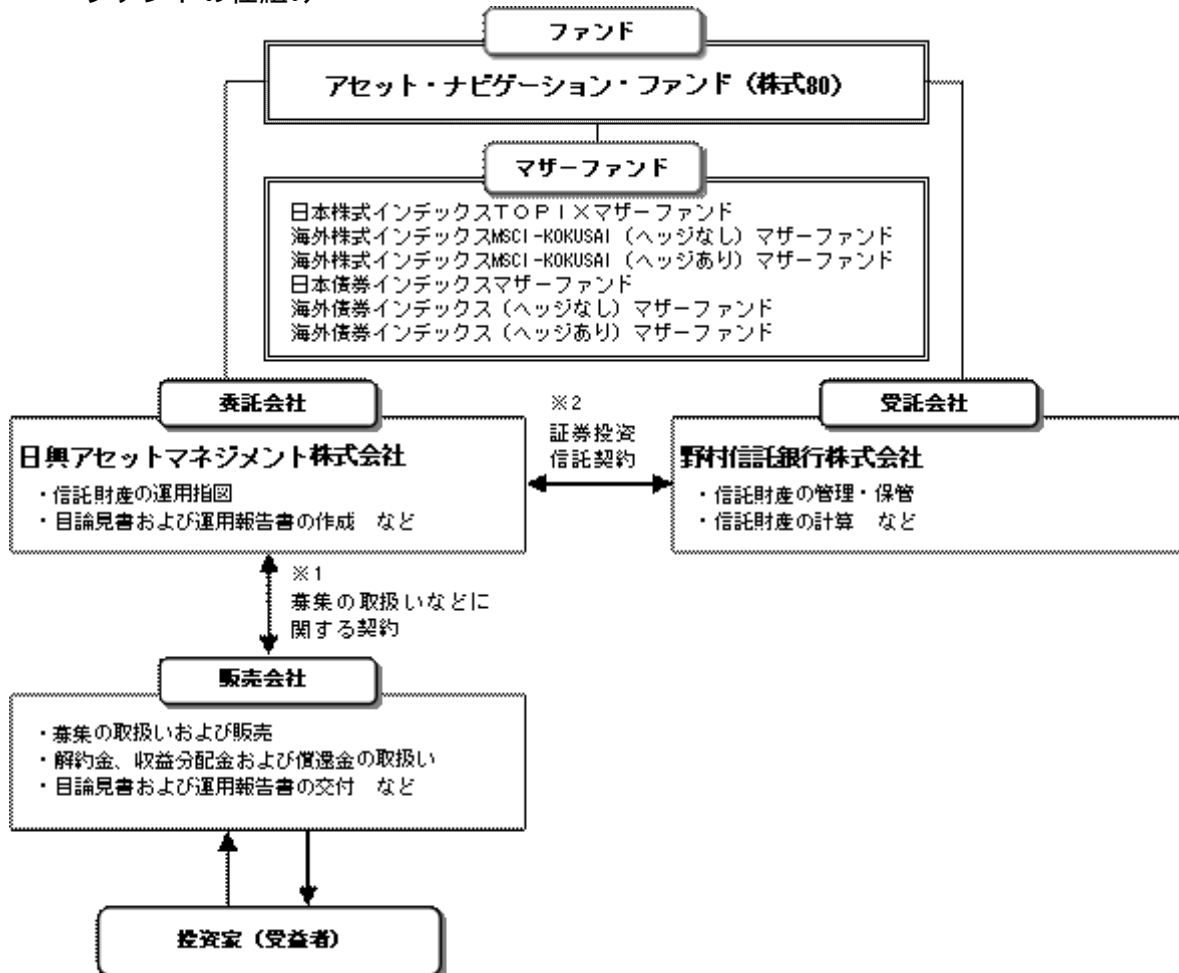 ファンドの仕組み
ファンド
アセット・ナビゲーション・ファンド（株式80）
マザーファンド
日本株式インデックスＴＯＰＩＸマザーファンド
海外株式インデックスMSCI-KOKUSAI（ヘッジなし）マザーファンド
海外株式インデックスMSCI-KOKUSAI（ヘッジあり）マザーファンド
日本債券インデックスマザーファンド
海外債券インデックス（ヘッジなし）マザーファンド
海外債券インデックス（ヘッジあり）マザーファンド
委託会社
日興アセットマネジメント株式会社
・信託財産の運用指図
・目論見書および運用報告書の作成　など
※２
証券投資
信託契約
受託会社
野村信託銀行株式会社
・信託財産の管理・保管
・信託財産の計算　など
※１
募集の取扱いなどに
関する契約
販売会社
・募集の取扱いおよび販売
・解約金、収益分配金および償還金の取扱い
・目論見書および運用報告書の交付　など
投資家（受益者）